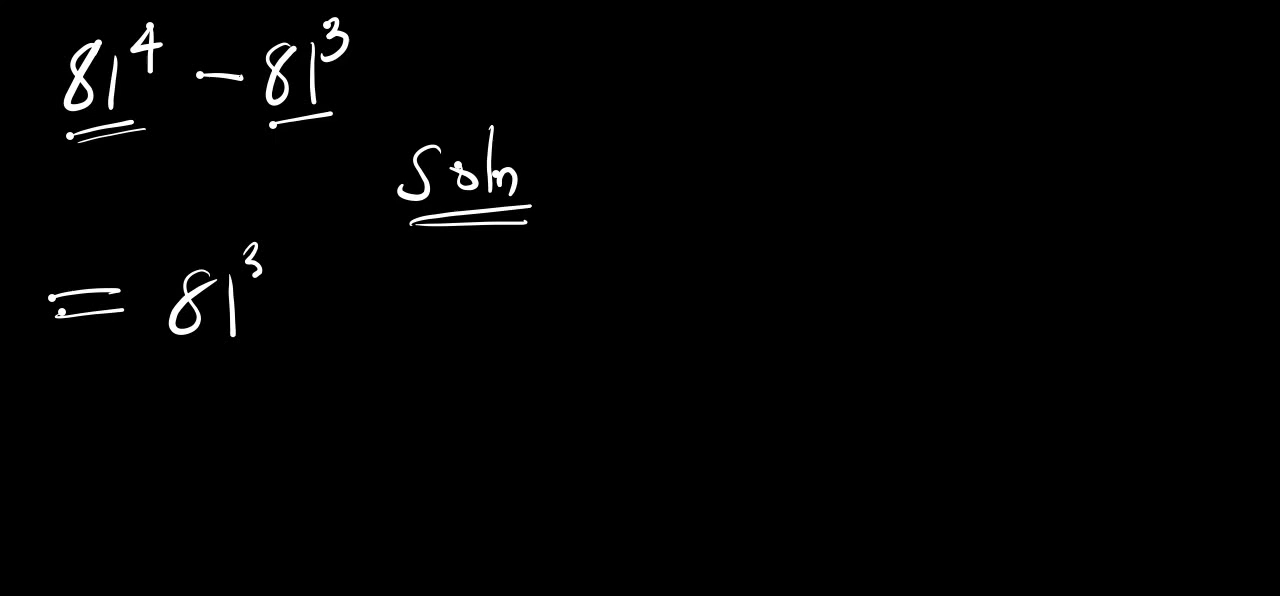 81⁴ - 81³
Soln
= 81³